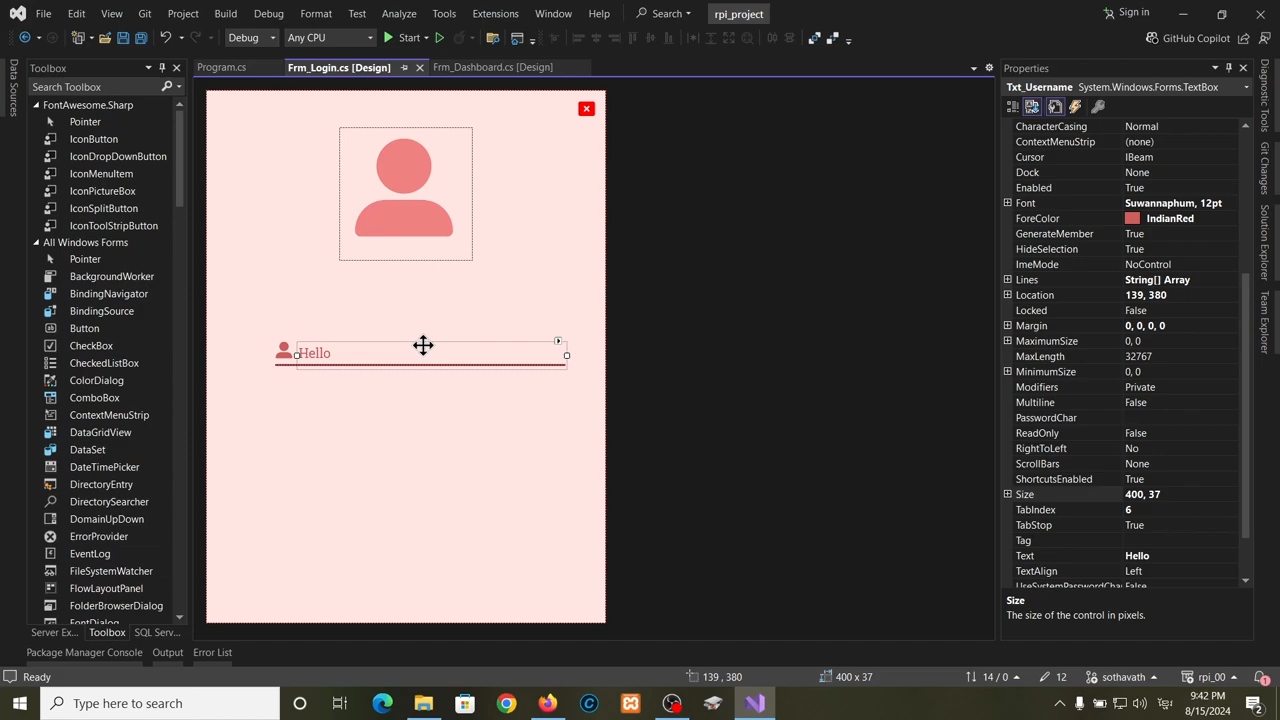 File Edit View Git Project Build Debug Format Test Analyze Tools Extensions Window Help Search rpi_project Sign in
Debug Any CPU Start GitHub Copilot
Data Sources
Toolbox
Search Toolbox
FontAwesome.Sharp
Pointer
IconButton
IconDropDownButton
IconMenuItem
IconPictureBox
IconSplitButton
IconToolStripButton
All Windows Forms
Pointer
BackgroundWorker
BindingNavigator
BindingSource
Button
CheckBox
CheckedListBox
ColorDialog
ComboBox
ContextMenuStrip
DataGridView
DataSet
DateTimePicker
DirectoryEntry
DirectorySearcher
DomainUpDown
ErrorProvider
EventLog
FileSystemWatcher
FlowLayoutPanel
FolderBrowserDialog
FontDialog
Server Ex... Toolbox SQL Serv...
Program.cs Frm_Login.cs [Design] Frm_Dashboard.cs [Design]
Hello
Properties
Txt_Username System.Windows.Forms.TextBox
CharacterCasing Normal
ContextMenuStrip (none)
Cursor IBeam
Dock None
Enabled True
Font Suwannaphum, 12pt
ForeColor IndianRed
GenerateMember True
HideSelection True
ImeMode NoControl
Lines String[] Array
Location 139, 380
Locked False
Margin 0, 0, 0, 0
MaximumSize 0, 0
MaxLength 32767
MinimumSize 0, 0
Modifiers Private
Multiline False
PasswordChar
ReadOnly False
RightToLeft No
ScrollBars None
ShortcutsEnabled True
Size 400, 37
TabIndex 6
TabStop True
Tag
Text Hello
TextAlign Left
UseSystemPasswordCha False
Size
The size of the control in pixels.
Diagnostic Tools
Git Changes
Solution Explorer
Package Manager Console Output Error List
Ready 139 , 380 400 x 37 14 / 0 12 sothavath rpi_00 1
Type here to search
9:42 PM
8/15/2024
2